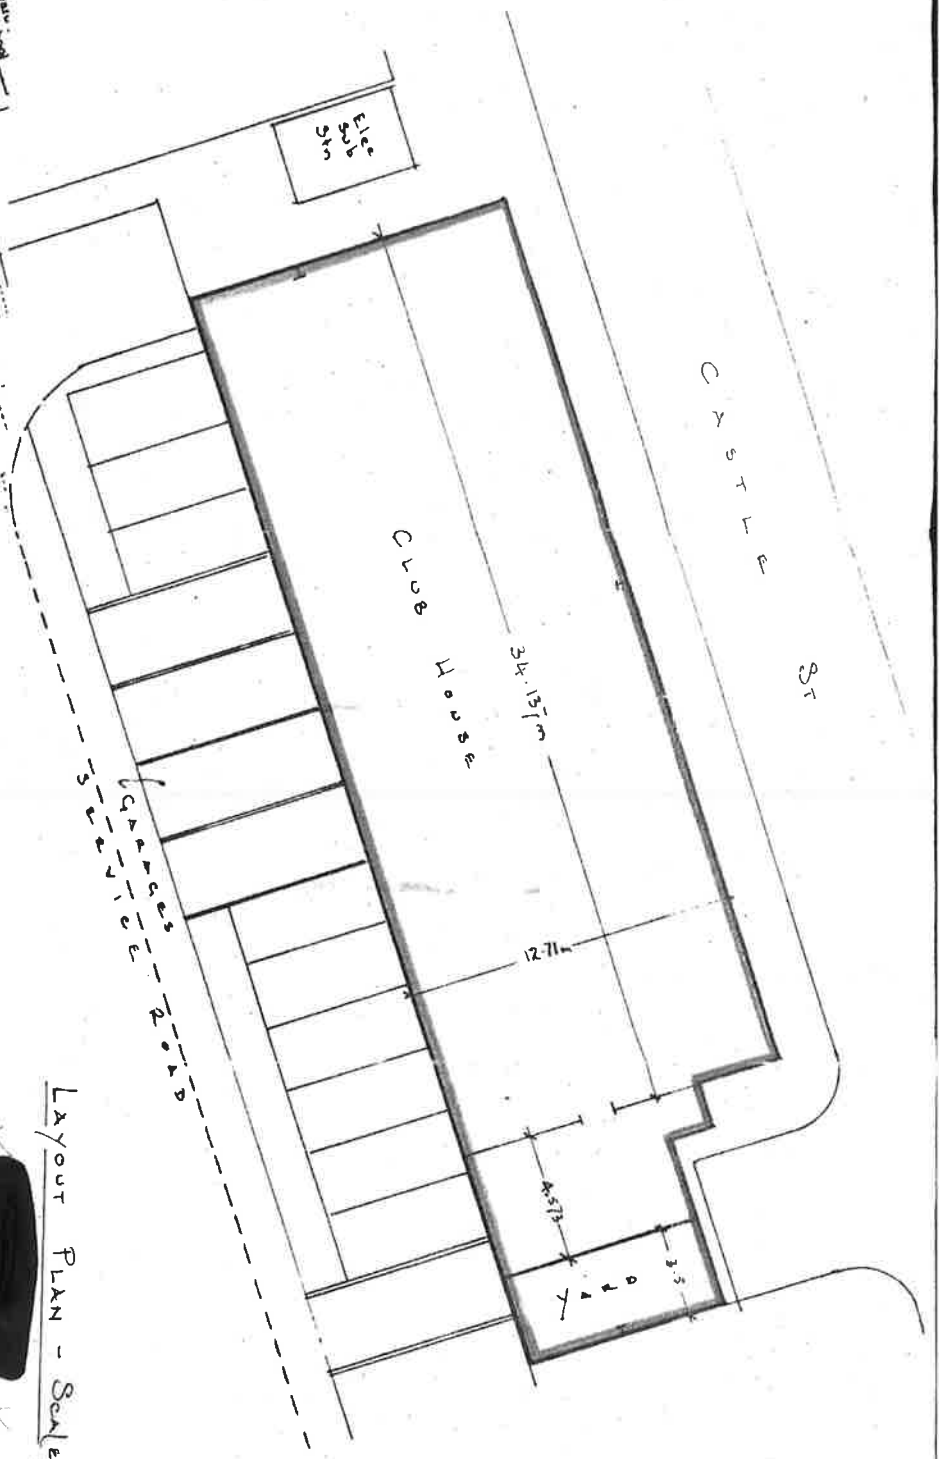 Elec
Sub
Stn
CASTLE ST
CLUB HOUSE
34.137m
12.71m
4.573
3.5
YARD
GARAGES
SERVICE ROAD
LAYOUT PLAN - Scale